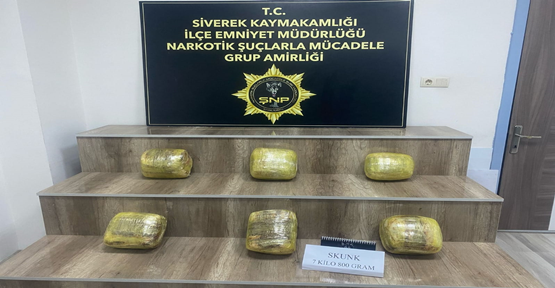 T.C.
SİVEREK KAYMAKAMLIĞI
İLÇE EMNİYET MÜDÜRLÜĞÜ
NARKOTİK SUÇLARLA MÜCADELE
GRUP AMİRLİĞİ
ŞNP
SKUNK
7 KİLO 800 GRAM